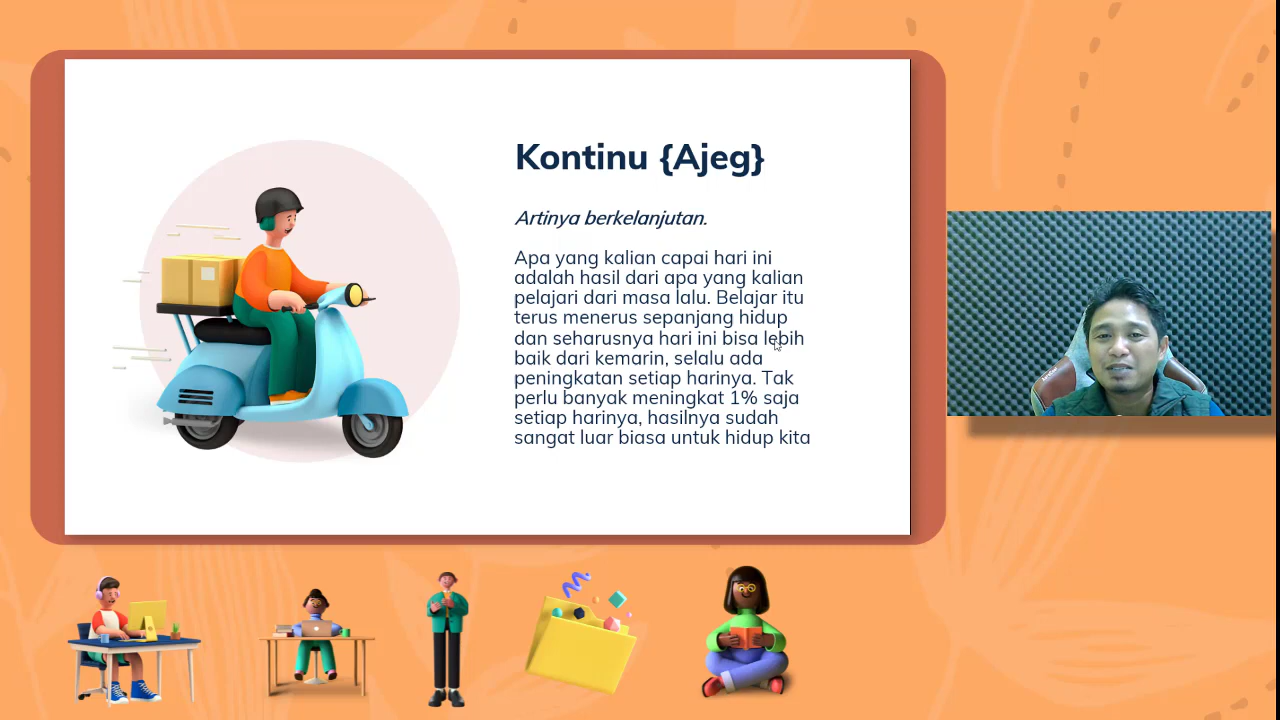 Kontinu {Ajeg}
Artinya berkelanjutan.
Apa yang kalian capai hari ini
adalah hasil dari apa yang kalian
pelajari dari masa lalu. Belajar itu
terus menerus sepanjang hidup
dan seharusnya hari ini bisa lebih
baik dari kemarin, selalu ada
peningkatan setiap harinya. Tak
perlu banyak meningkat 1% saja
setiap harinya, hasilnya sudah
sangat luar biasa untuk hidup kita